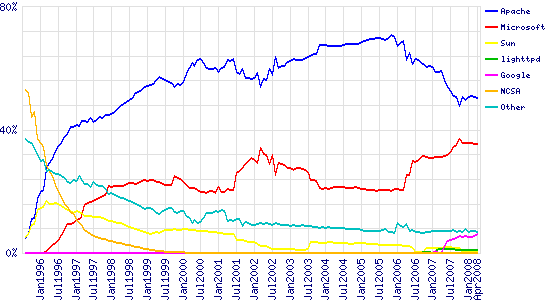 80%
40%
0%
Apache
Microsoft
Sun
lighttpd
Google
NCSA
Other
Jan1996
Jul1996
Jan1997
Jul1997
Jan1998
Jul1998
Jan1999
Jul1999
Jan2000
Jul2000
Jan2001
Jul2001
Jan2002
Jul2002
Jan2003
Jul2003
Jan2004
Jul2004
Jan2005
Jul2005
Jan2006
Jul2006
Jan2007
Jul2007
Jan2008
Apr2008